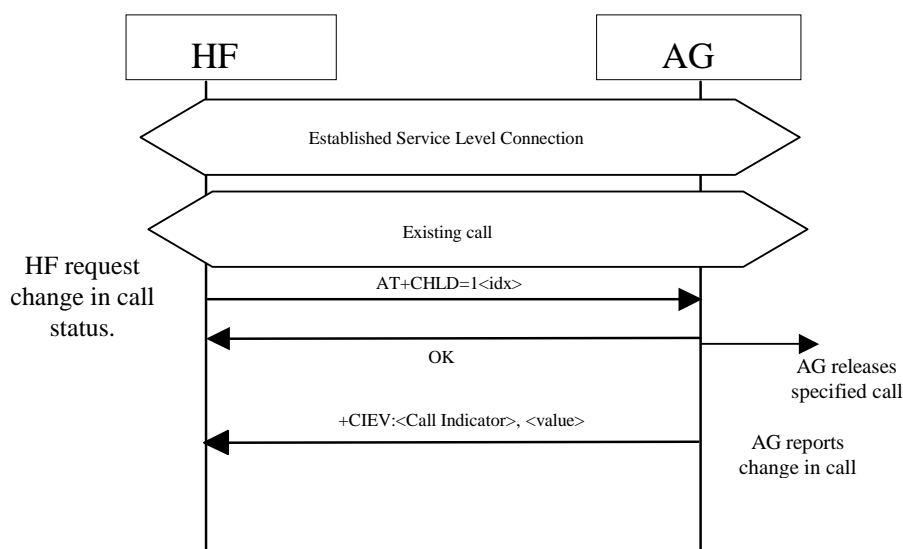 HF
AG
Established Service Level Connection
Existing call
HF request
change in call
status.
AT+CHLD=1<idx>
OK
AG releases
specified call
+CIEV:<Call Indicator>, <value>
AG reports
change in call